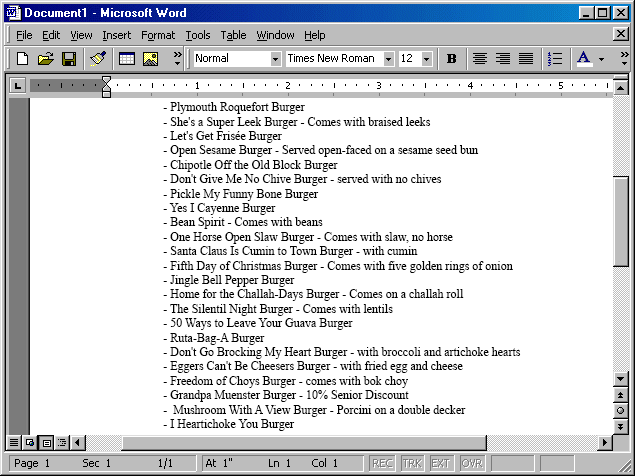 Document1 - Microsoft Word
File Edit View Insert Format Tools Table Window Help
Normal Times New Roman 12 B A
1 2 3 4 5
- Plymouth Roquefort Burger
- She's a Super Leek Burger - Comes with braised leeks
- Let's Get Frisée Burger
- Open Sesame Burger - Served open-faced on a sesame seed bun
- Chipotle Off the Old Block Burger
- Don't Give Me No Chive Burger - served with no chives
- Pickle My Funny Bone Burger
- Yes I Cayenne Burger
- Bean Spirit - Comes with beans
- One Horse Open Slaw Burger - Comes with slaw, no horse
- Santa Claus Is Cumin to Town Burger - with cumin
- Fifth Day of Christmas Burger - Comes with five golden rings of onion
- Jingle Bell Pepper Burger
- Home for the Challah-Days Burger - Comes on a challah roll
- The Silentil Night Burger - Comes with lentils
- 50 Ways to Leave Your Guava Burger
- Ruta-Bag-A Burger
- Don't Go Brocking My Heart Burger - with broccoli and artichoke hearts
- Eggers Can't Be Cheesers Burger - with fried egg and cheese
- Freedom of Choys Burger - comes with bok choy
- Grandpa Muenster Burger - 10% Senior Discount
- Mushroom With A View Burger - Porcini on a double decker
- I Heartichoke You Burger
Page 1 Sec 1 1/1 At 1" Ln 1 Col 1 REC TRK EXT OVR